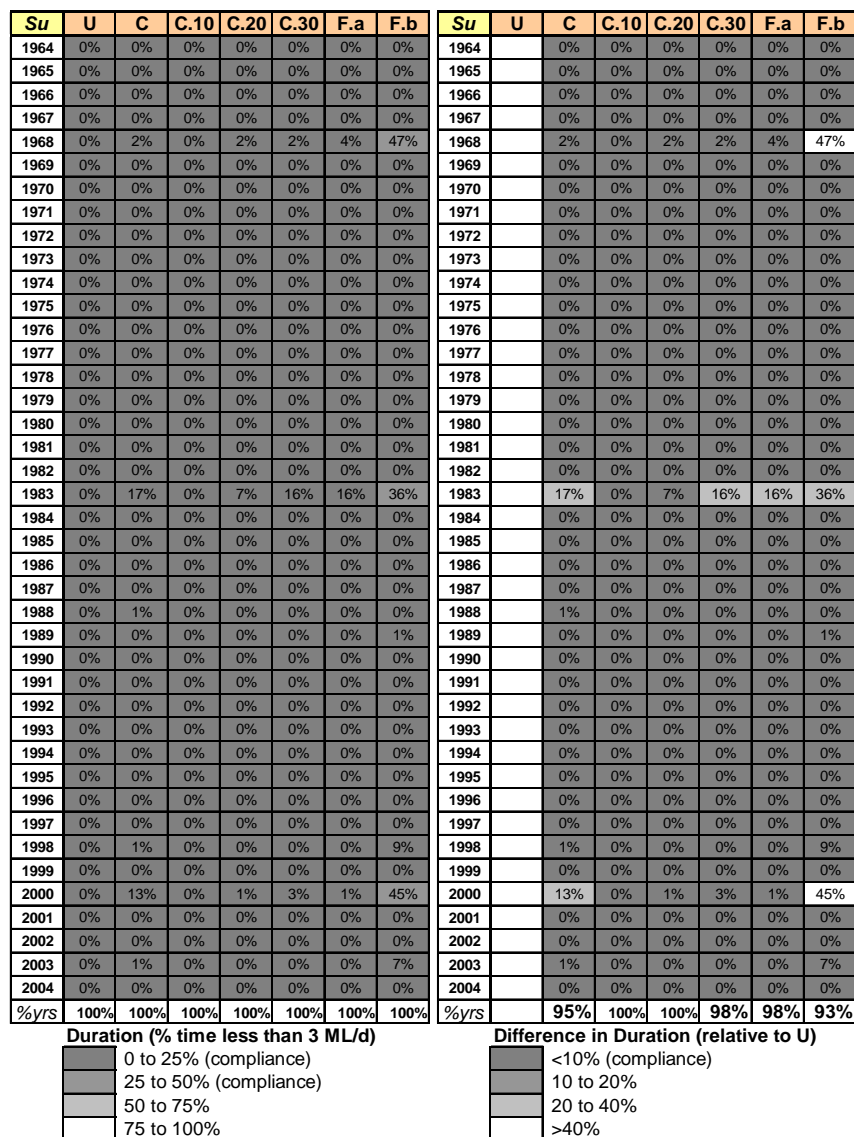 Su U C C.10 C.20 C.30 F.a F.b Su U C C.10 C.20 C.30 F.a F.b
1964 0% 0% 0% 0% 0% 0% 0% 1964 0% 0% 0% 0% 0% 0%
1965 0% 0% 0% 0% 0% 0% 0% 1965 0% 0% 0% 0% 0% 0%
1966 0% 0% 0% 0% 0% 0% 0% 1966 0% 0% 0% 0% 0% 0%
1967 0% 0% 0% 0% 0% 0% 0% 1967 0% 0% 0% 0% 0% 0%
1968 0% 2% 0% 2% 2% 4% 47% 1968 2% 0% 2% 2% 4% 47%
1969 0% 0% 0% 0% 0% 0% 0% 1969 0% 0% 0% 0% 0% 0%
1970 0% 0% 0% 0% 0% 0% 0% 1970 0% 0% 0% 0% 0% 0%
1971 0% 0% 0% 0% 0% 0% 0% 1971 0% 0% 0% 0% 0% 0%
1972 0% 0% 0% 0% 0% 0% 0% 1972 0% 0% 0% 0% 0% 0%
1973 0% 0% 0% 0% 0% 0% 0% 1973 0% 0% 0% 0% 0% 0%
1974 0% 0% 0% 0% 0% 0% 0% 1974 0% 0% 0% 0% 0% 0%
1975 0% 0% 0% 0% 0% 0% 0% 1975 0% 0% 0% 0% 0% 0%
1976 0% 0% 0% 0% 0% 0% 0% 1976 0% 0% 0% 0% 0% 0%
1977 0% 0% 0% 0% 0% 0% 0% 1977 0% 0% 0% 0% 0% 0%
1978 0% 0% 0% 0% 0% 0% 0% 1978 0% 0% 0% 0% 0% 0%
1979 0% 0% 0% 0% 0% 0% 0% 1979 0% 0% 0% 0% 0% 0%
1980 0% 0% 0% 0% 0% 0% 0% 1980 0% 0% 0% 0% 0% 0%
1981 0% 0% 0% 0% 0% 0% 0% 1981 0% 0% 0% 0% 0% 0%
1982 0% 0% 0% 0% 0% 0% 0% 1982 0% 0% 0% 0% 0% 0%
1983 0% 17% 0% 7% 16% 16% 36% 1983 17% 0% 7% 16% 16% 36%
1984 0% 0% 0% 0% 0% 0% 0% 1984 0% 0% 0% 0% 0% 0%
1985 0% 0% 0% 0% 0% 0% 0% 1985 0% 0% 0% 0% 0% 0%
1986 0% 0% 0% 0% 0% 0% 0% 1986 0% 0% 0% 0% 0% 0%
1987 0% 0% 0% 0% 0% 0% 0% 1987 0% 0% 0% 0% 0% 0%
1988 0% 1% 0% 0% 0% 0% 0% 1988 1% 0% 0% 0% 0% 0%
1989 0% 0% 0% 0% 0% 0% 1% 1989 0% 0% 0% 0% 0% 1%
1990 0% 0% 0% 0% 0% 0% 0% 1990 0% 0% 0% 0% 0% 0%
1991 0% 0% 0% 0% 0% 0% 0% 1991 0% 0% 0% 0% 0% 0%
1992 0% 0% 0% 0% 0% 0% 0% 1992 0% 0% 0% 0% 0% 0%
1993 0% 0% 0% 0% 0% 0% 0% 1993 0% 0% 0% 0% 0% 0%
1994 0% 0% 0% 0% 0% 0% 0% 1994 0% 0% 0% 0% 0% 0%
1995 0% 0% 0% 0% 0% 0% 0% 1995 0% 0% 0% 0% 0% 0%
1996 0% 0% 0% 0% 0% 0% 0% 1996 0% 0% 0% 0% 0% 0%
1997 0% 0% 0% 0% 0% 0% 0% 1997 0% 0% 0% 0% 0% 0%
1998 0% 1% 0% 0% 0% 0% 9% 1998 1% 0% 0% 0% 0% 9%
1999 0% 0% 0% 0% 0% 0% 0% 1999 0% 0% 0% 0% 0% 0%
2000 0% 13% 0% 1% 3% 1% 45% 2000 13% 0% 1% 3% 1% 45%
2001 0% 0% 0% 0% 0% 0% 0% 2001 0% 0% 0% 0% 0% 0%
2002 0% 0% 0% 0% 0% 0% 0% 2002 0% 0% 0% 0% 0% 0%
2003 0% 1% 0% 0% 0% 0% 7% 2003 1% 0% 0% 0% 0% 7%
2004 0% 0% 0% 0% 0% 0% 0% 2004 0% 0% 0% 0% 0% 0%
%yrs 100% 100% 100% 100% 100% 100% 100% %yrs 95% 100% 100% 98% 98% 93%
Duration (% time less than 3 ML/d) Difference in Duration (relative to U)
0 to 25% (compliance) <10% (compliance)
25 to 50% (compliance) 10 to 20%
50 to 75% 20 to 40%
75 to 100% >40%